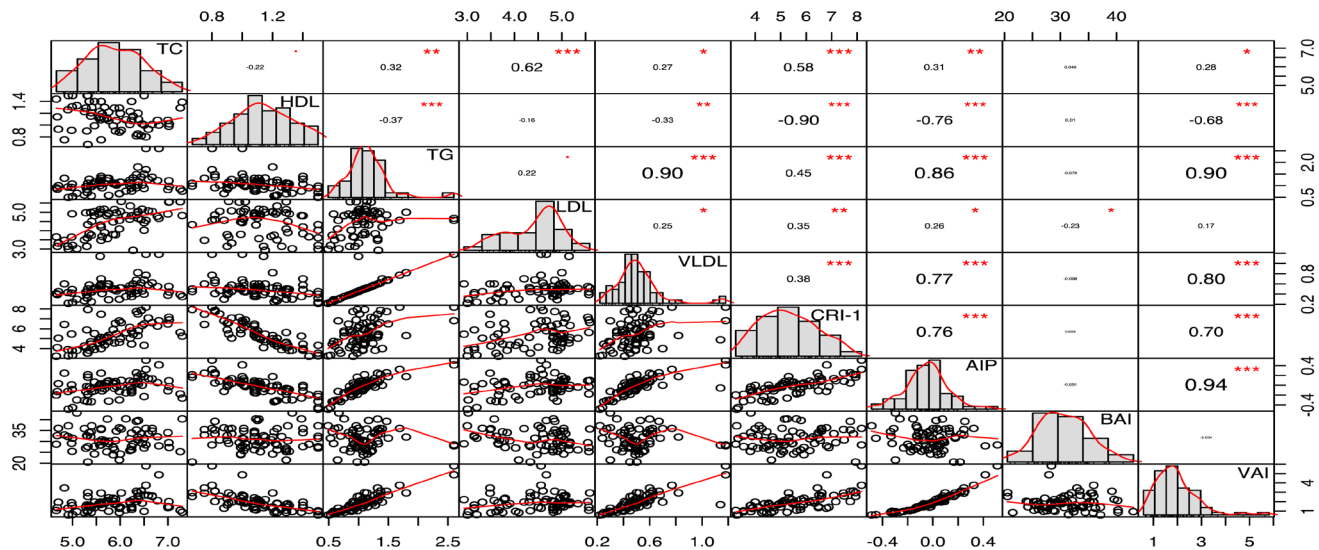 0.8 1.2 3.0 4.0 5.0 4 5 6 7 8 20 30 40
TC -0.22 . 0.32 ** 0.62 *** 0.27 * 0.58 *** 0.31 ** 0.28 * 5.0 7.0
0.8 1.4 HDL -0.37 *** -0.16 -0.33 ** -0.90 *** -0.76 *** 0.01 -0.68 ***
TG 0.22 . 0.90 *** 0.45 *** 0.86 *** 0.90 *** 0.5 2.0
3.0 5.0 LDL 0.25 * 0.35 ** 0.26 * -0.23 * 0.17
VLDL 0.38 *** 0.77 *** 0.80 *** 0.2 0.8
4 6 8 CRI-1 0.76 *** 0.70 ***
AIP 0.94 *** -0.4 0.4
20 35 BAI
VAI 1 4
5.0 6.0 7.0 0.5 1.5 2.5 0.2 0.6 1.0 -0.4 0.0 0.4 1 3 5